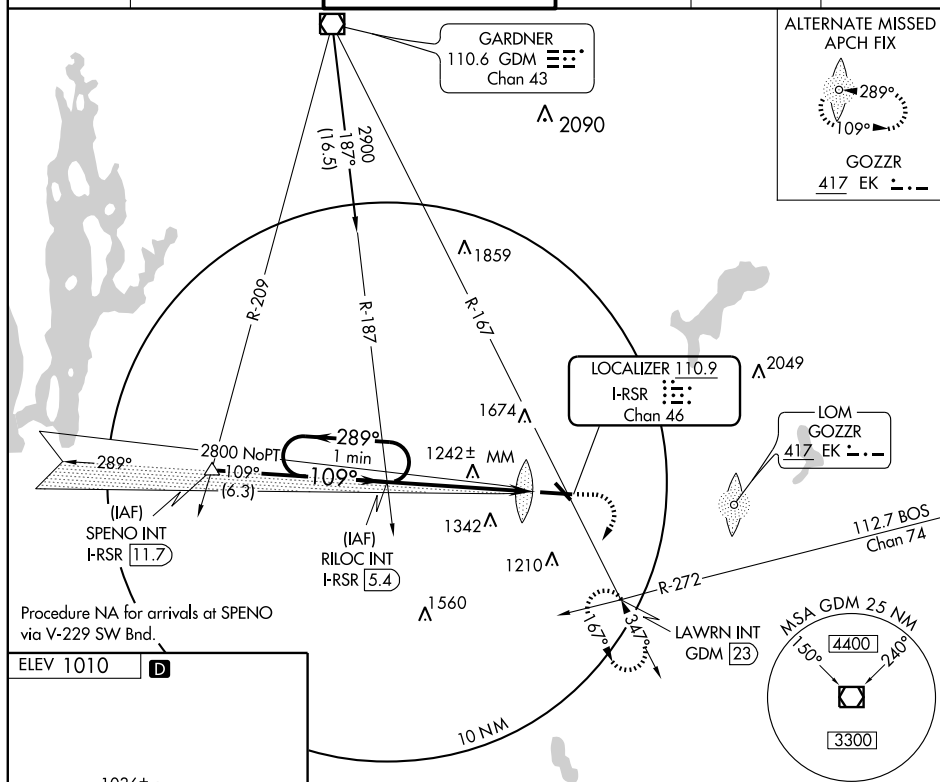 GARDNER
110.6 GDM
Chan 43
ALTERNATE MISSED
APCH FIX
289°
109°
GOZZR
417 EK
2090
2900
187°
(16.5)
1859
R-209
R-187
R-167
LOCALIZER 110.9
I-RSR
Chan 46
2049
1674
LOM
GOZZR
417 EK
289°
2800 NoPT
109°
(6.3)
289°
1 min
109°
1242± MM
1342
1210
(IAF)
SPENO INT
I-RSR 11.7
(IAF)
RILOC INT
I-RSR 5.4
112.7 BOS
Chan 74
R-272
1560
Procedure NA for arrivals at SPENO
via V-229 SW Bnd.
167°
347°
LAWRN INT
GDM 23
MSA GDM 25 NM
4400
150°
240°
3300
ELEV 1010
D
10 NM